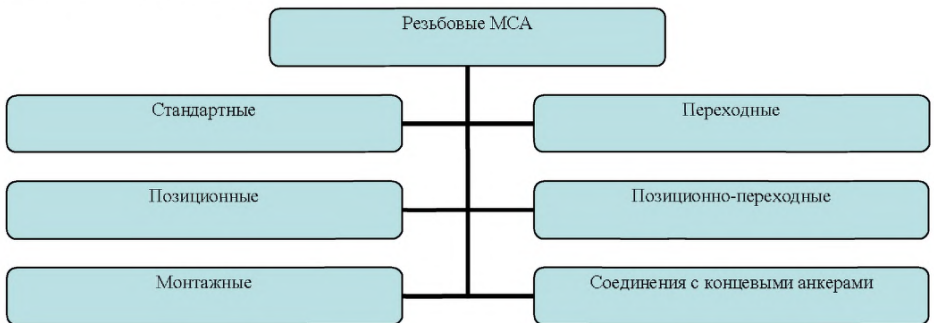 Резьбовые МСА
Стандартные
Переходные
Позиционные
Позиционно-переходные
Монтажные
Соединения с концевыми анкерами